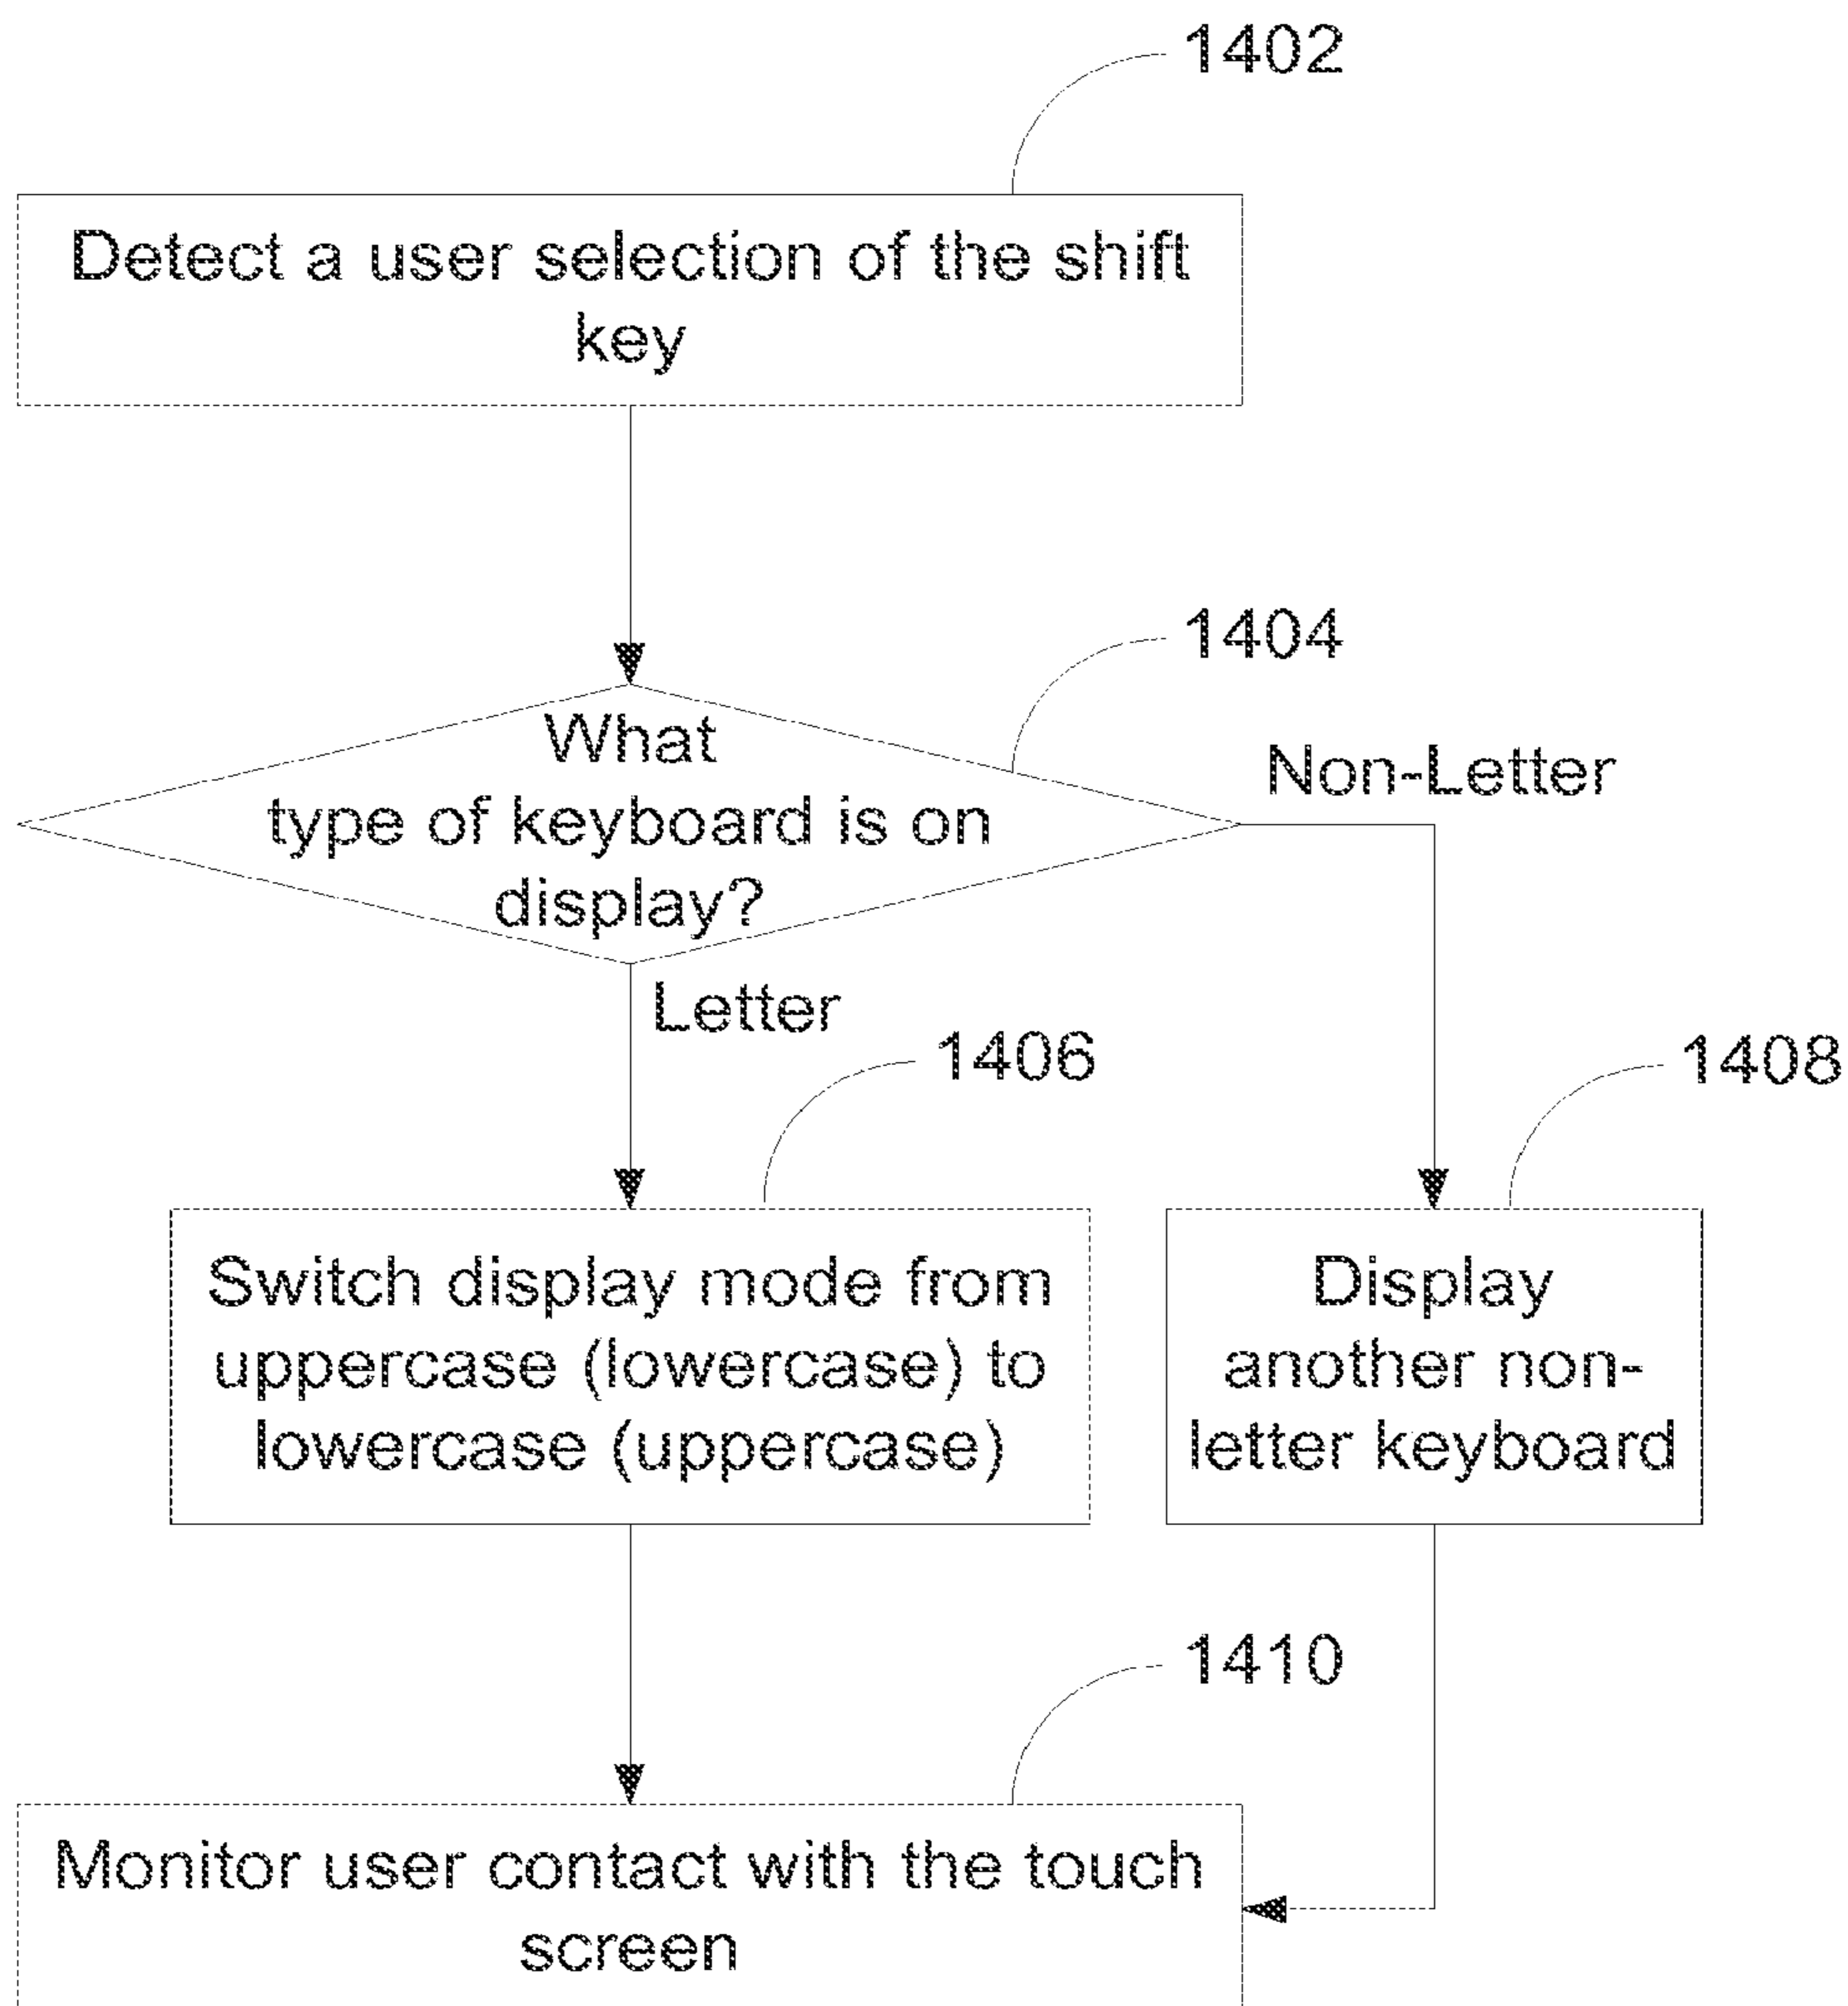 1402
Detect a user selection of the shift
key
1404
What
type of keyboard is on
display?
Non-Letter
Letter
1406
1408
Switch display mode from
uppercase (lowercase) to
lowercase (uppercase)
Display
another non-
letter keyboard
1410
Monitor user contact with the touch
screen